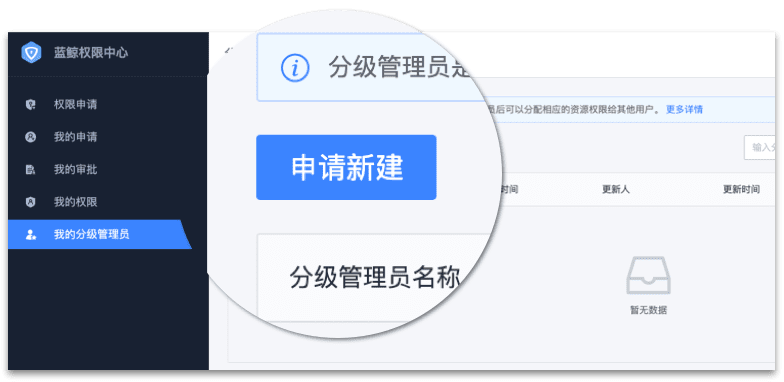 蓝鲸权限中心
权限申请
我的申请
我的审批
我的权限
我的分级管理员
分级管理员是
员后可以分配相应的资源权限给其他用户。 更多详情
申请新建
输入分
分级管理员名称
时间
更新人
更新时间
暂无数据